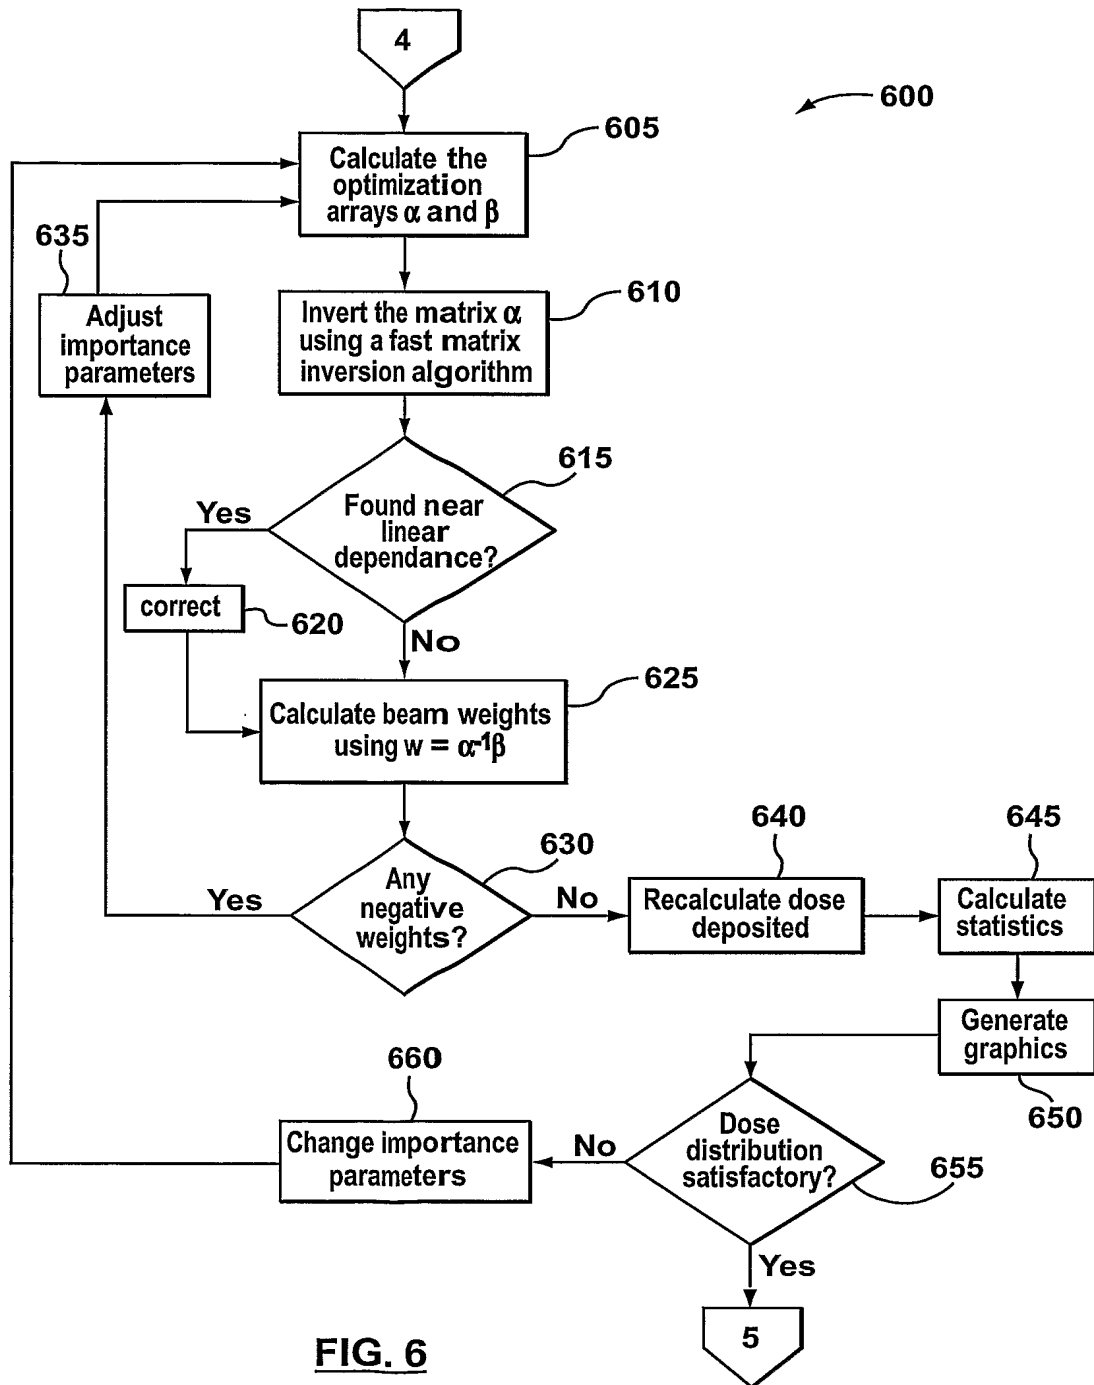 4
600
605
Calculate the
optimization
arrays α and β
635
Adjust
importance
parameters
610
Invert the matrix α
using a fast matrix
inversion algorithm
615
Found near
linear
dependance?
Yes
correct
620
No
625
Calculate beam weights
using w = α⁻¹β
630
Any
negative
weights?
Yes
No
640
Recalculate dose
deposited
645
Calculate
statistics
Generate
graphics
650
660
Change importance
parameters
No
Dose
distribution
satisfactory?
655
Yes
5
FIG. 6